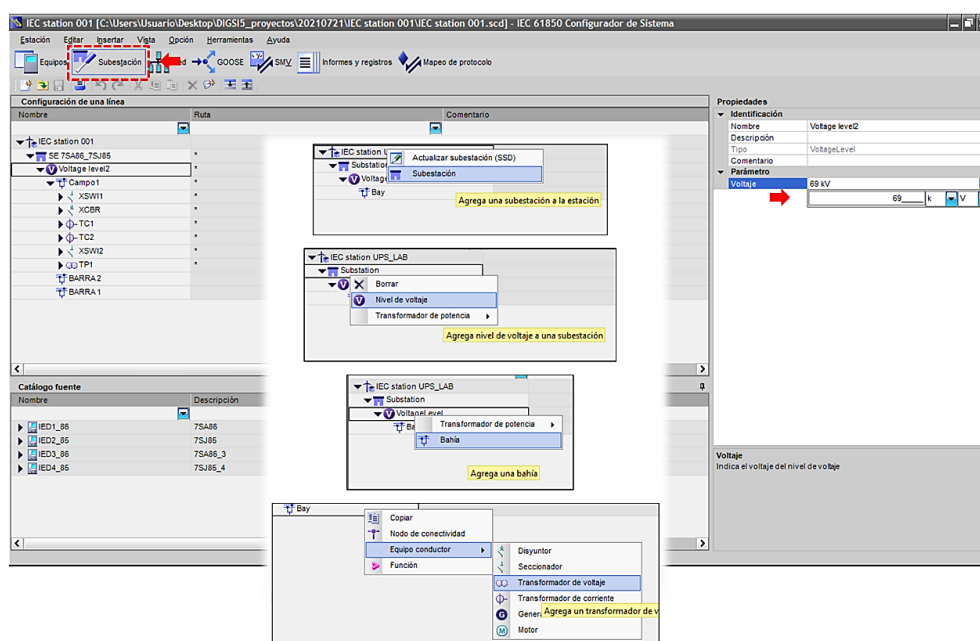 IEC station 001 [C:\Users\Usuario\Desktop\DIGSI5_proyectos\20210721\IEC station 001\IEC station 001.scd] - IEC 61850 Configurador de Sistema
Estación Editar Insertar Vista Opción Herramientas Ayuda
Equipos Subestación d GOOSE SMV Informes y registros Mapeo de protocolo
Configuración de una línea
Nombre Ruta Comentario
IEC station 001
SE 7SA86_7SJ85 *
Voltage level2 *
Campo1 *
XSWI1 *
XCBR *
TC1 *
TC2 *
XSWI2 *
TP1 *
BARRA2
BARRA1
IEC station U
Actualizar subestación (SSD)
Substation
Subestación
Voltage
Bay
Agrega una subestación a la estación
IEC station UPS_LAB
Substation
Borrar
Nivel de voltaje
Transformador de potencia
Agrega nivel de voltaje a una subestación
IEC station UPS_LAB
Substation
VoltageLevel
Transformador de potencia
Ba
Bahía
Agrega una bahía
Bay
Copiar
Nodo de conectividad
Equipo conductor
Función
Disyuntor
Seccionador
Transformador de voltaje
Transformador de corriente
Gener
Agrega un transformador de v
Motor
Catálogo fuente
Nombre Descripción
IED1_86 7SA86
IED2_85 7SJ85
IED3_86 7SA86_3
IED4_85 7SJ85_4
Propiedades
Identificación
Nombre Voltage level2
Descripción
Tipo VoltageLevel
Comentario
Parámetro
Voltaje 69 kV
69____ k V
Voltaje
Indica el voltaje del nivel de voltaje